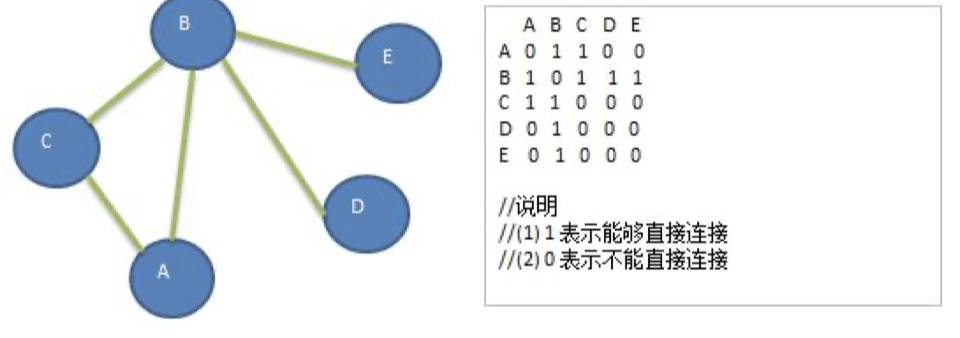 B
E
C
D
A
A B C D E
A 0 1 1 0 0
B 1 0 1 1 1
C 1 1 0 0 0
D 0 1 0 0 0
E 0 1 0 0 0
//说明
//(1) 1 表示能够直接连接
//(2) 0 表示不能直接连接